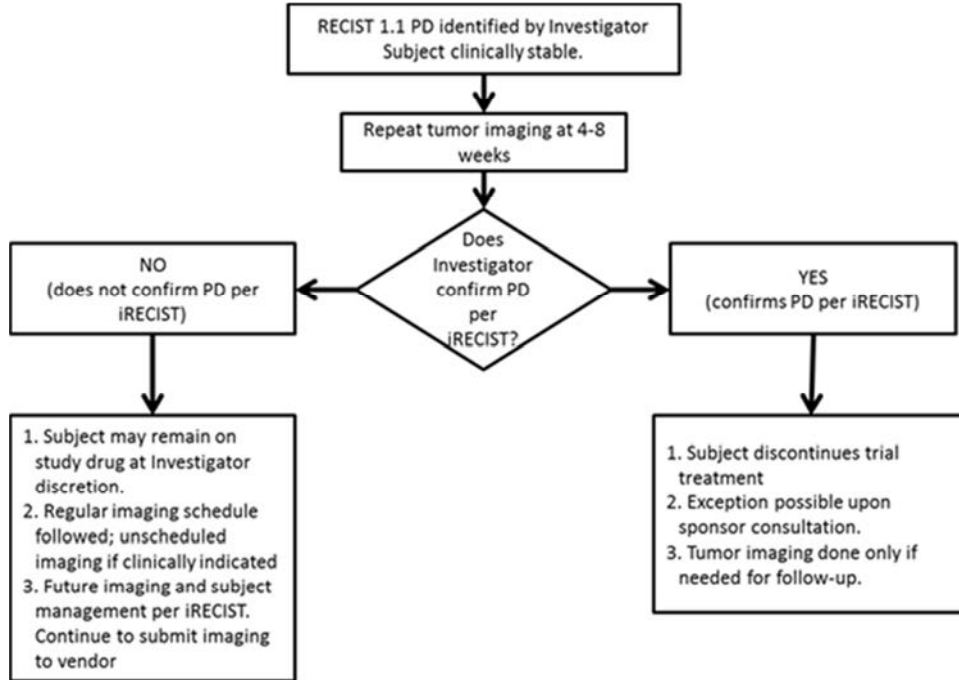 RECIST 1.1 PD identified by Investigator
Subject clinically stable.
Repeat tumor imaging at 4-8
weeks
Does
Investigator
confirm PD
per
iRECIST?
NO
(does not confirm PD per
iRECIST)
YES
(confirms PD per iRECIST)
1. Subject may remain on
study drug at Investigator
discretion.
2. Regular imaging schedule
followed; unscheduled
imaging if clinically indicated
3. Future imaging and subject
management per iRECIST.
Continue to submit imaging
to vendor
1. Subject discontinues trial
treatment
2. Exception possible upon
sponsor consultation.
3. Tumor imaging done only if
needed for follow-up.